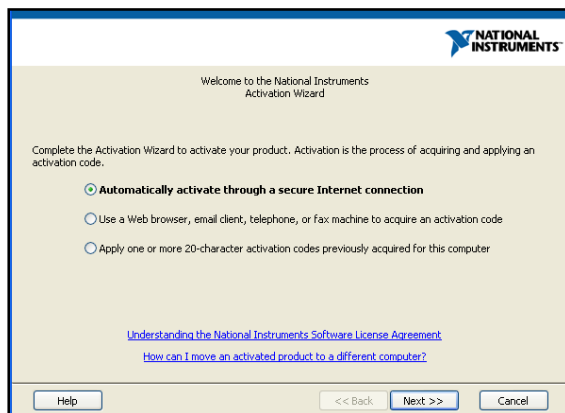 NATIONAL
INSTRUMENTS™
Welcome to the National Instruments
Activation Wizard
Complete the Activation Wizard to activate your product. Activation is the process of acquiring and applying an
activation code.
Automatically activate through a secure Internet connection
Use a Web browser, email client, telephone, or fax machine to acquire an activation code
Apply one or more 20-character activation codes previously acquired for this computer
Understanding the National Instruments Software License Agreement
How can I move an activated product to a different computer?
Help << Back Next >> Cancel